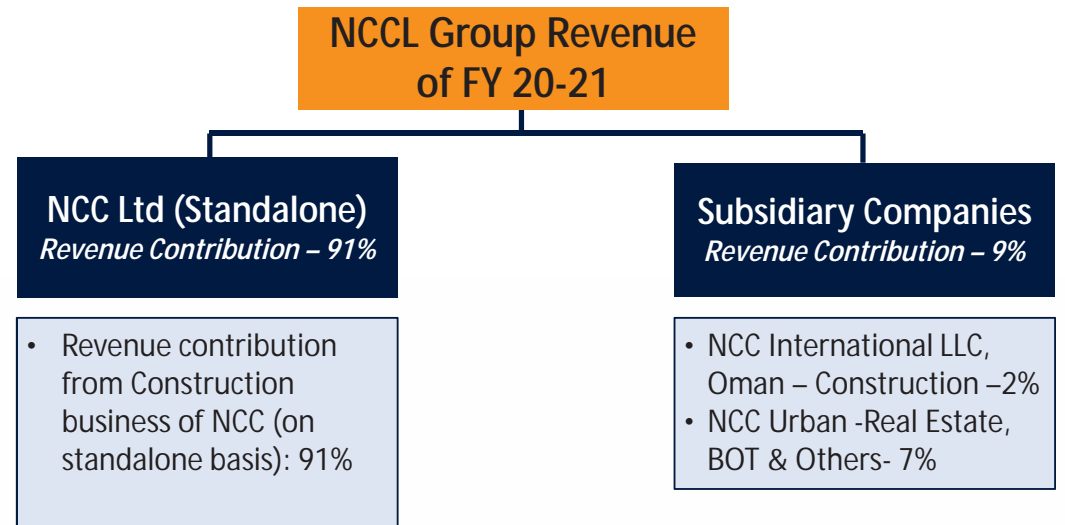 NCCL Group Revenue
of FY 20-21
NCC Ltd (Standalone)
Revenue Contribution – 91%
• Revenue contribution
from Construction
business of NCC (on
standalone basis): 91%
Subsidiary Companies
Revenue Contribution – 9%
• NCC International LLC,
Oman – Construction –2%
• NCC Urban -Real Estate,
BOT & Others- 7%